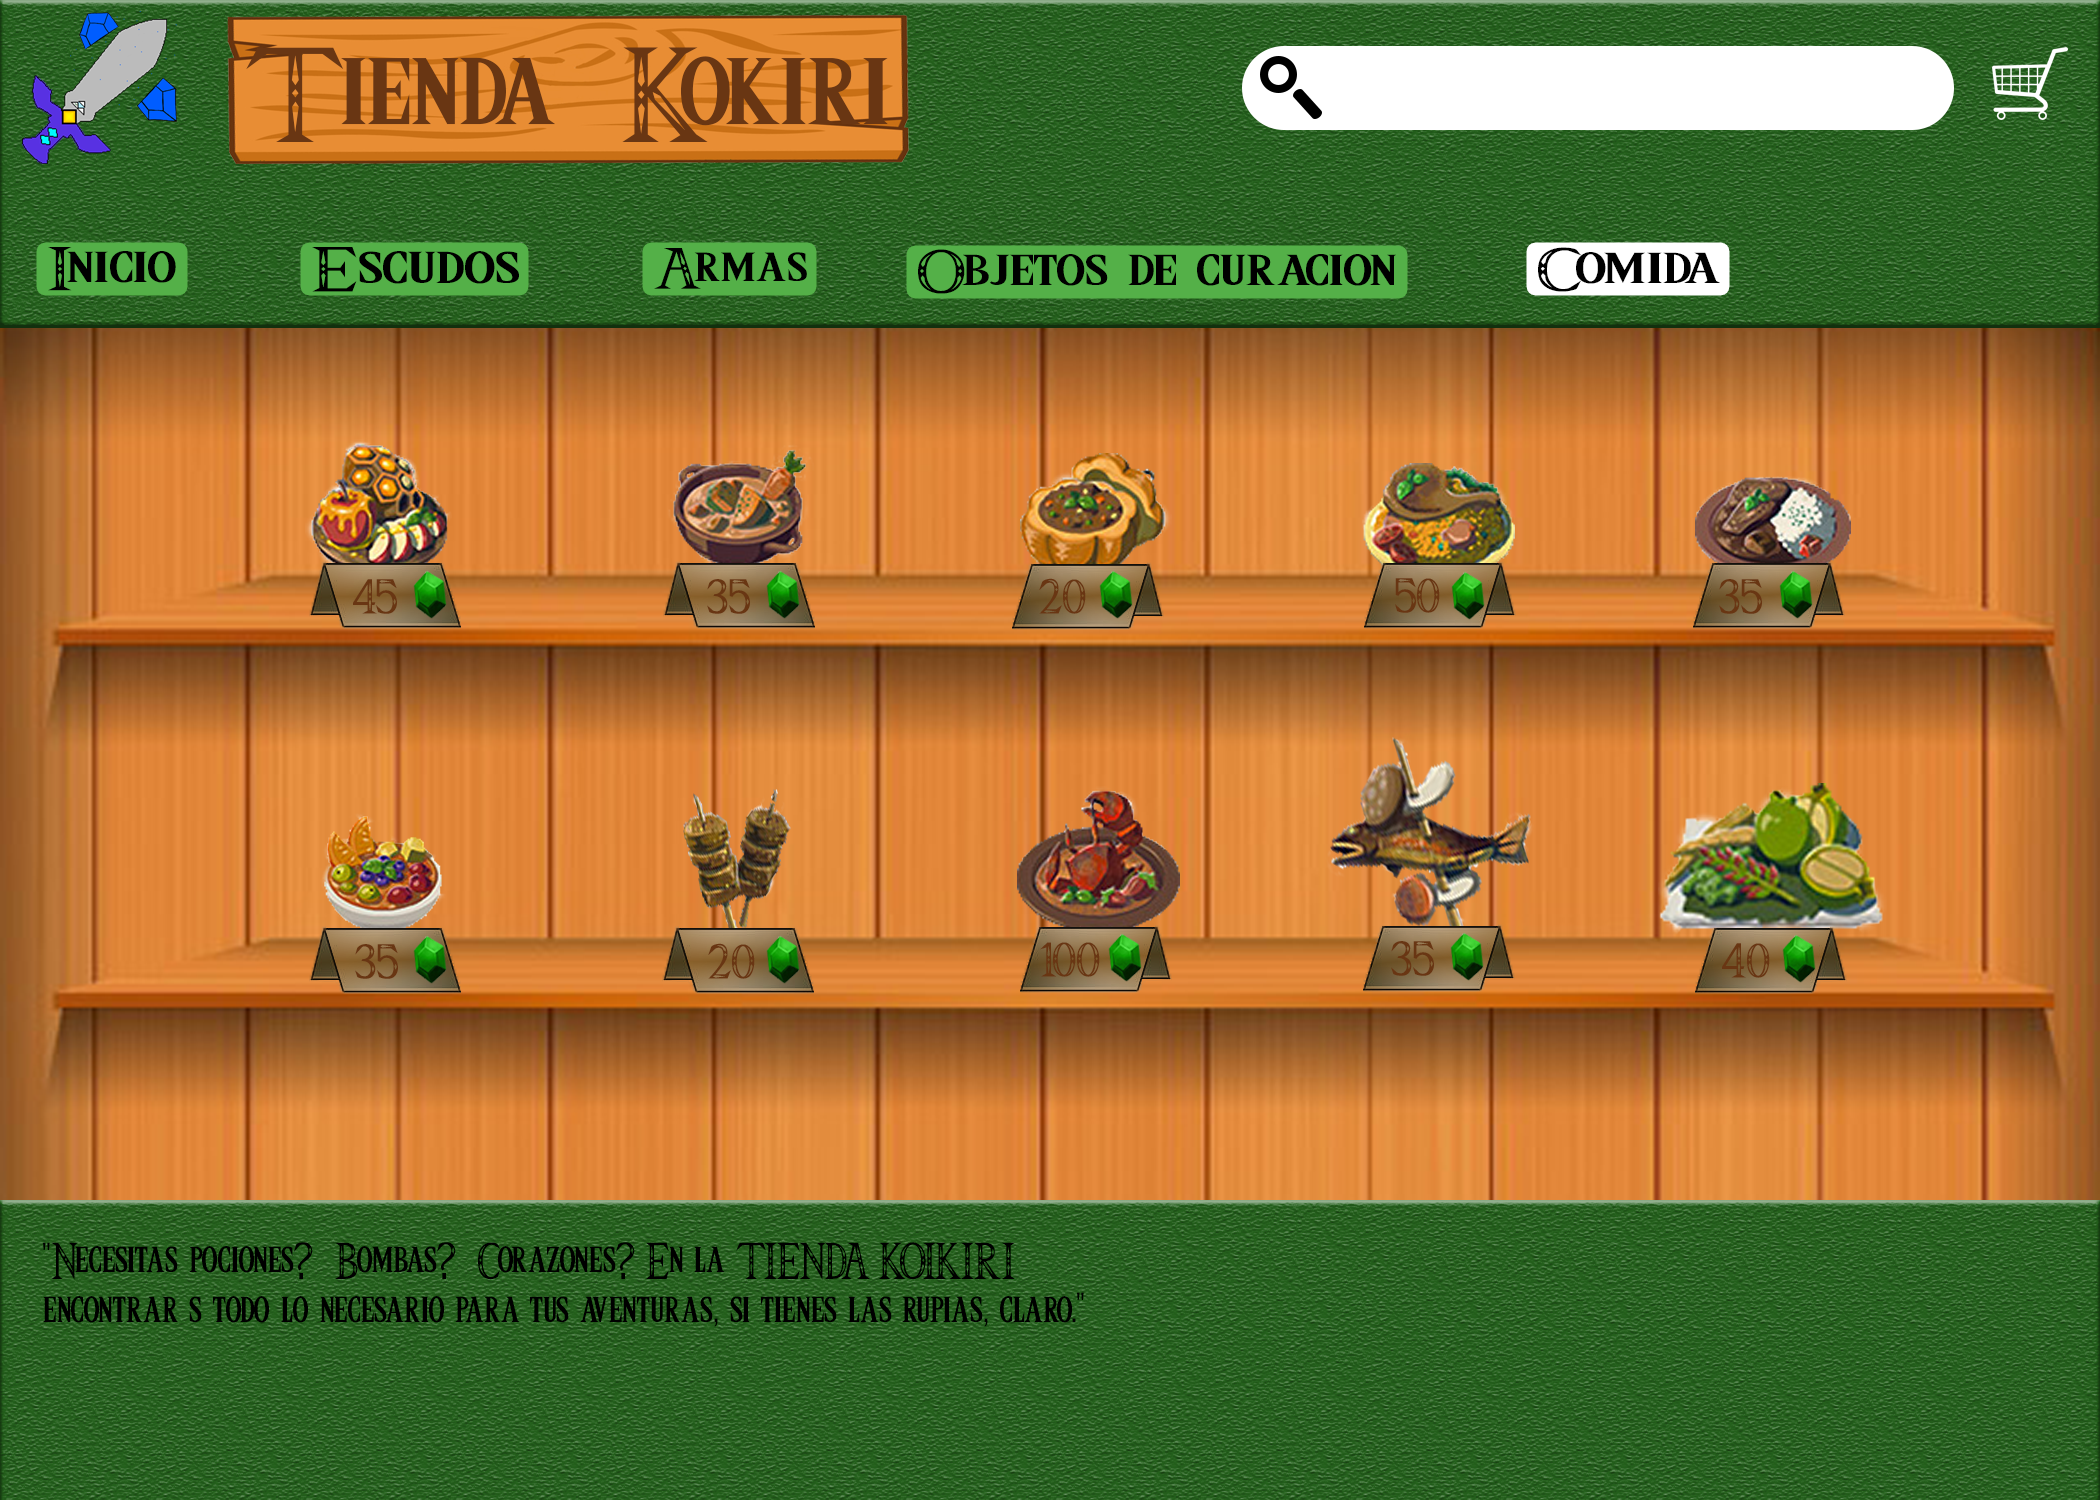 TIENDA KOKIRI
INICIO ESCUDOS ARMAS OBJETOS DE CURACION COMIDA
45 35 20 50 35
35 20 100 35 40
"NECESITAS POCIONES? BOMBAS? CORAZONES? EN LA TIENDA KOIKIRI
ENCONTRAR S TODO LO NECESARIO PARA TUS AVENTURAS, SI TIENES LAS RUPIAS, CLARO."